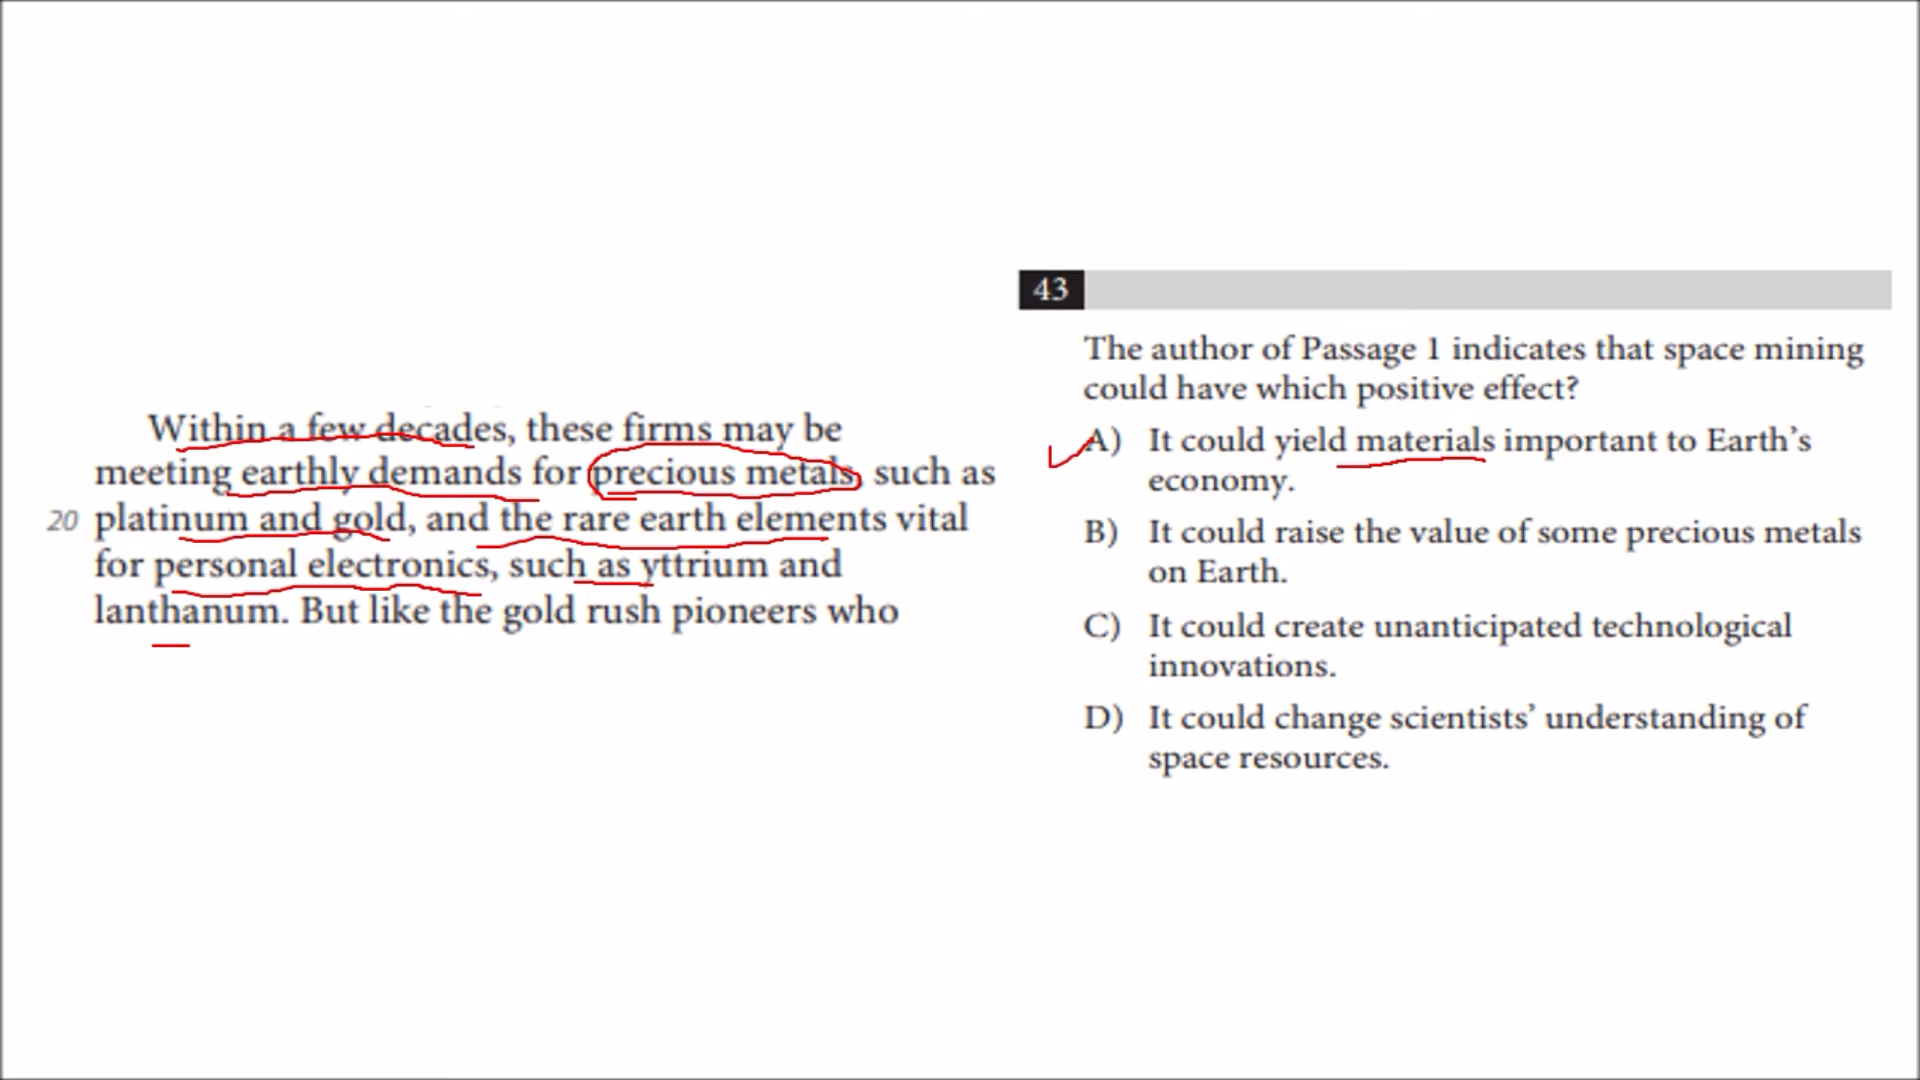 Within a few decades, these firms may be
meeting earthly demands for precious metals, such as
20 platinum and gold, and the rare earth elements vital
for personal electronics, such as yttrium and
lanthanum. But like the gold rush pioneers who
43
The author of Passage 1 indicates that space mining
could have which positive effect?
A) It could yield materials important to Earth’s
economy.
B) It could raise the value of some precious metals
on Earth.
C) It could create unanticipated technological
innovations.
D) It could change scientists’ understanding of
space resources.